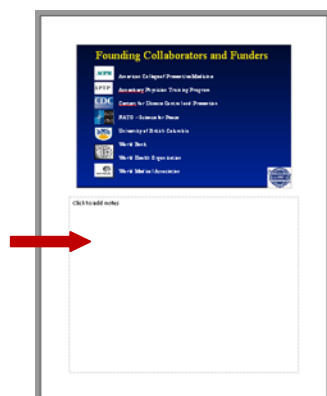 Founding Collaborators and Funders
ACPM
American College of Preventive Medicine
APTP
Amsterdam Physician Training Program
CDC
Centers for Disease Control and Prevention
NATO – Science for Peace
University of British Columbia
World Bank
World Health Organization
World Medical Association
Click to add notes